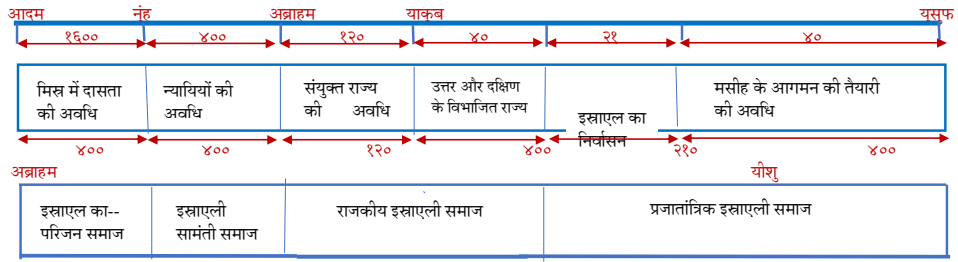 आदम नूंह अब्राहम याकूब यूसुफ
१६०० ४०० १२० ४० २१ ४०
मिस्र में दासता न्यायियों की संयुक्त राज्य उत्तर और दक्षिण मसीह के आगमन की तैयारी
की अवधि अवधि की अवधि के विभाजित राज्य इस्राएल का की अवधि
निर्वासन
४०० ४०० १२० ४०० २१० ४००
अब्राहम यीशु
इस्राएल का-- इस्राएली राजकीय इस्राएली समाज प्रजातांत्रिक इस्राएली समाज
परिजन समाज सामंती समाज